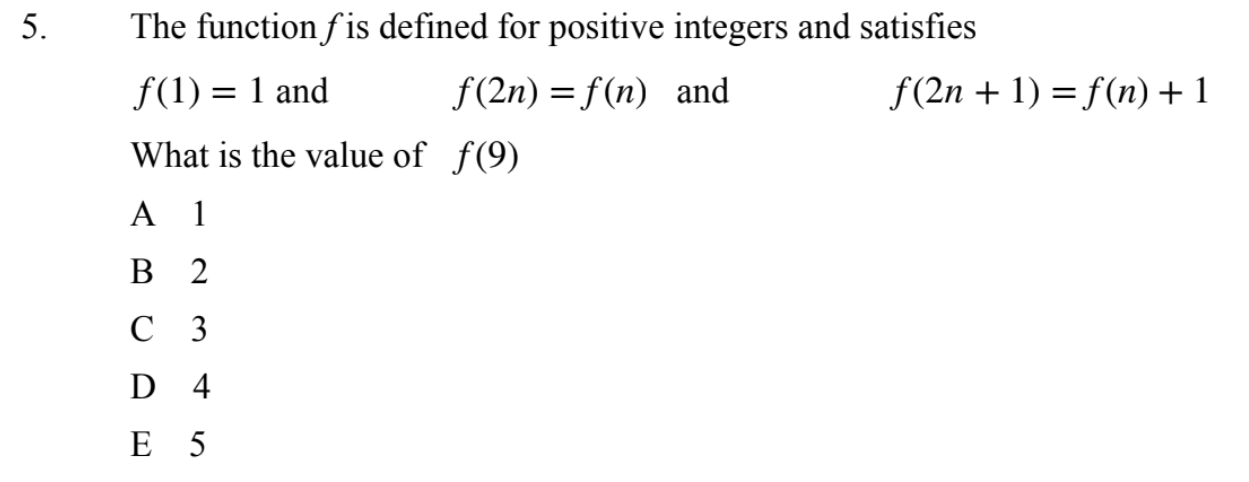 5. The function f is defined for positive integers and satisfies
f(1) = 1 and f(2n) = f(n) and f(2n + 1) = f(n) + 1
What is the value of f(9)
A 1
B 2
C 3
D 4
E 5